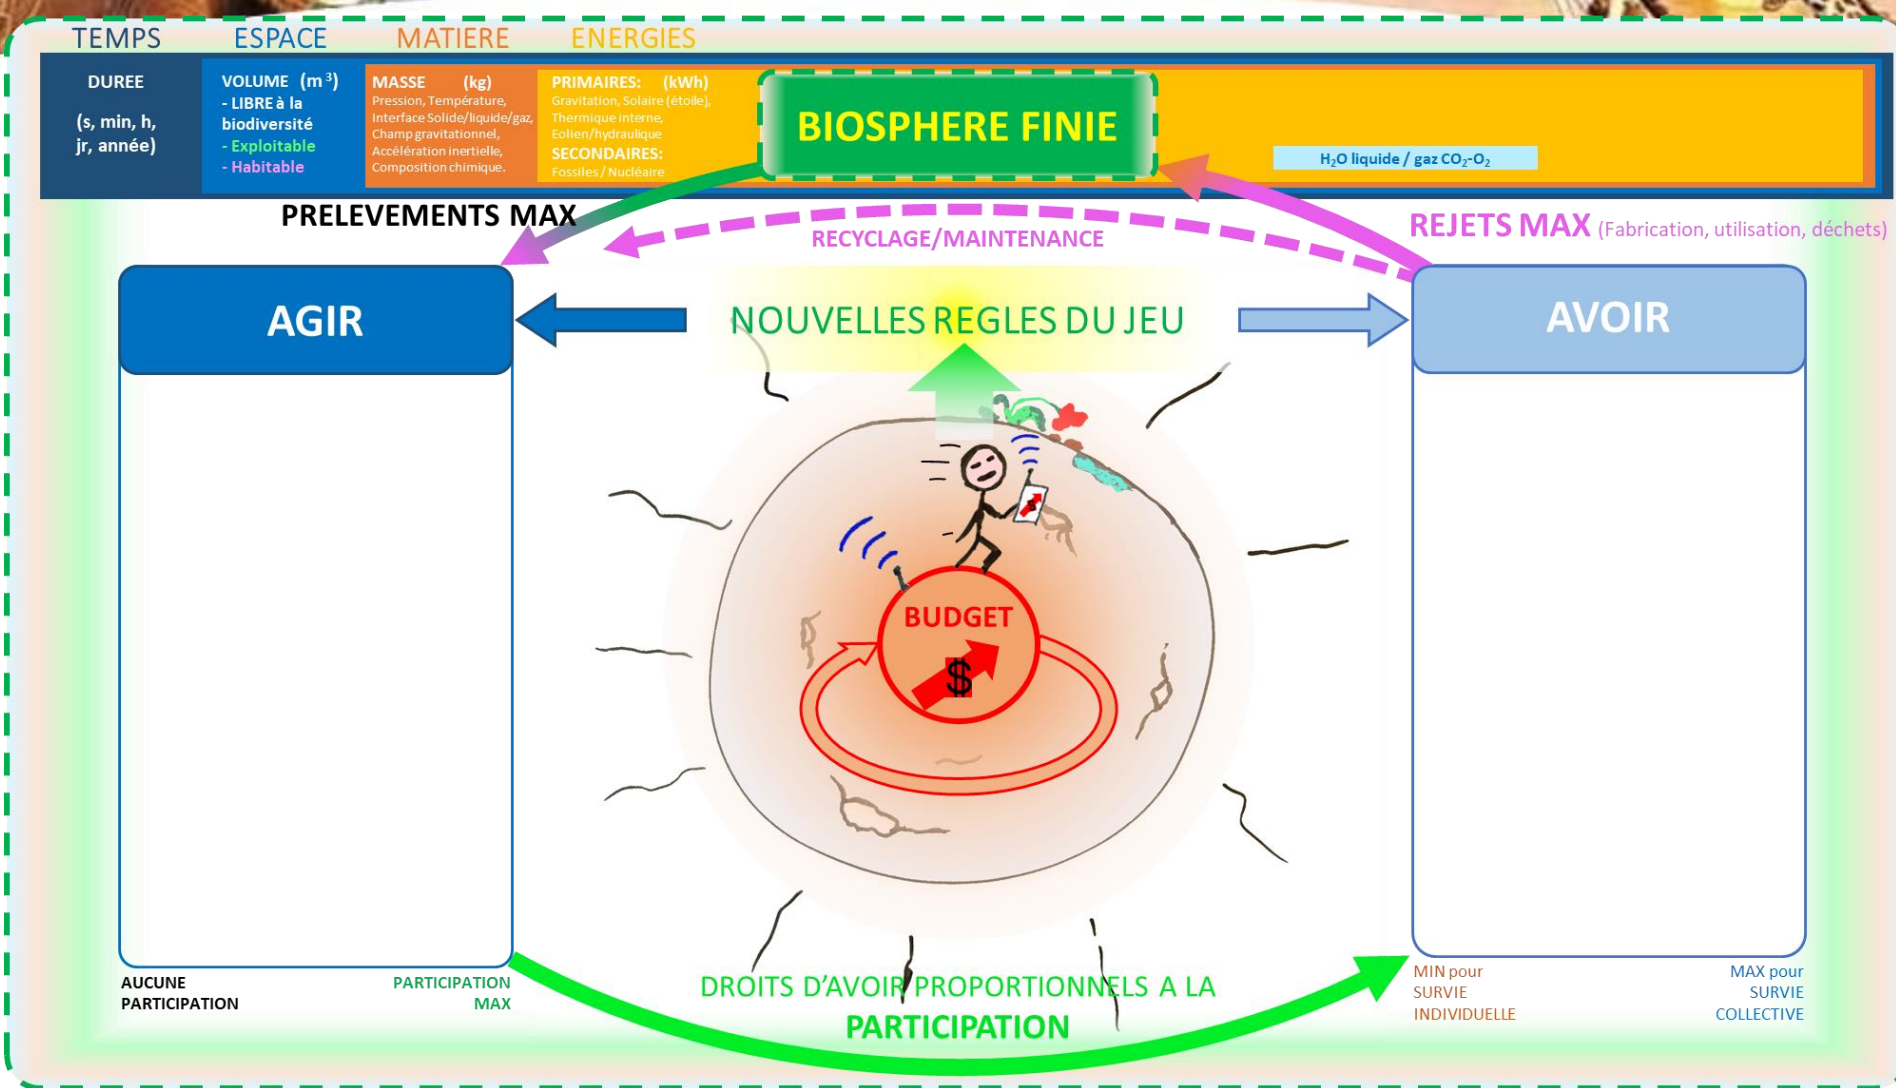 TEMPS
ESPACE
MATIERE
ENERGIES
DUREE
(s, min, h,
jr, année)
VOLUME (m³)
- LIBRE à la
biodiversité
- Exploitable
- Habitable
MASSE (kg)
Pression, Température,
Interface Solide/liquide/gaz,
Champ gravitationnel,
Accélération inertielle,
Composition chimique.
PRIMAIRES: (kWh)
Gravitation, Solaire (étoile),
Thermique interne,
Eolien/hydraulique
SECONDAIRES:
Fossiles / Nucléaire
BIOSPHERE FINIE
H₂O liquide / gaz CO₂-O₂
PRELEVEMENTS MAX
RECYCLAGE/MAINTENANCE
REJETS MAX (Fabrication, utilisation, déchets)
AGIR
NOUVELLES REGLES DU JEU
AVOIR
BUDGET
$
AUCUNE
PARTICIPATION
PARTICIPATION
MAX
DROITS D'AVOIR PROPORTIONNELS A LA
PARTICIPATION
MIN pour
SURVIE
INDIVIDUELLE
MAX pour
SURVIE
COLLECTIVE